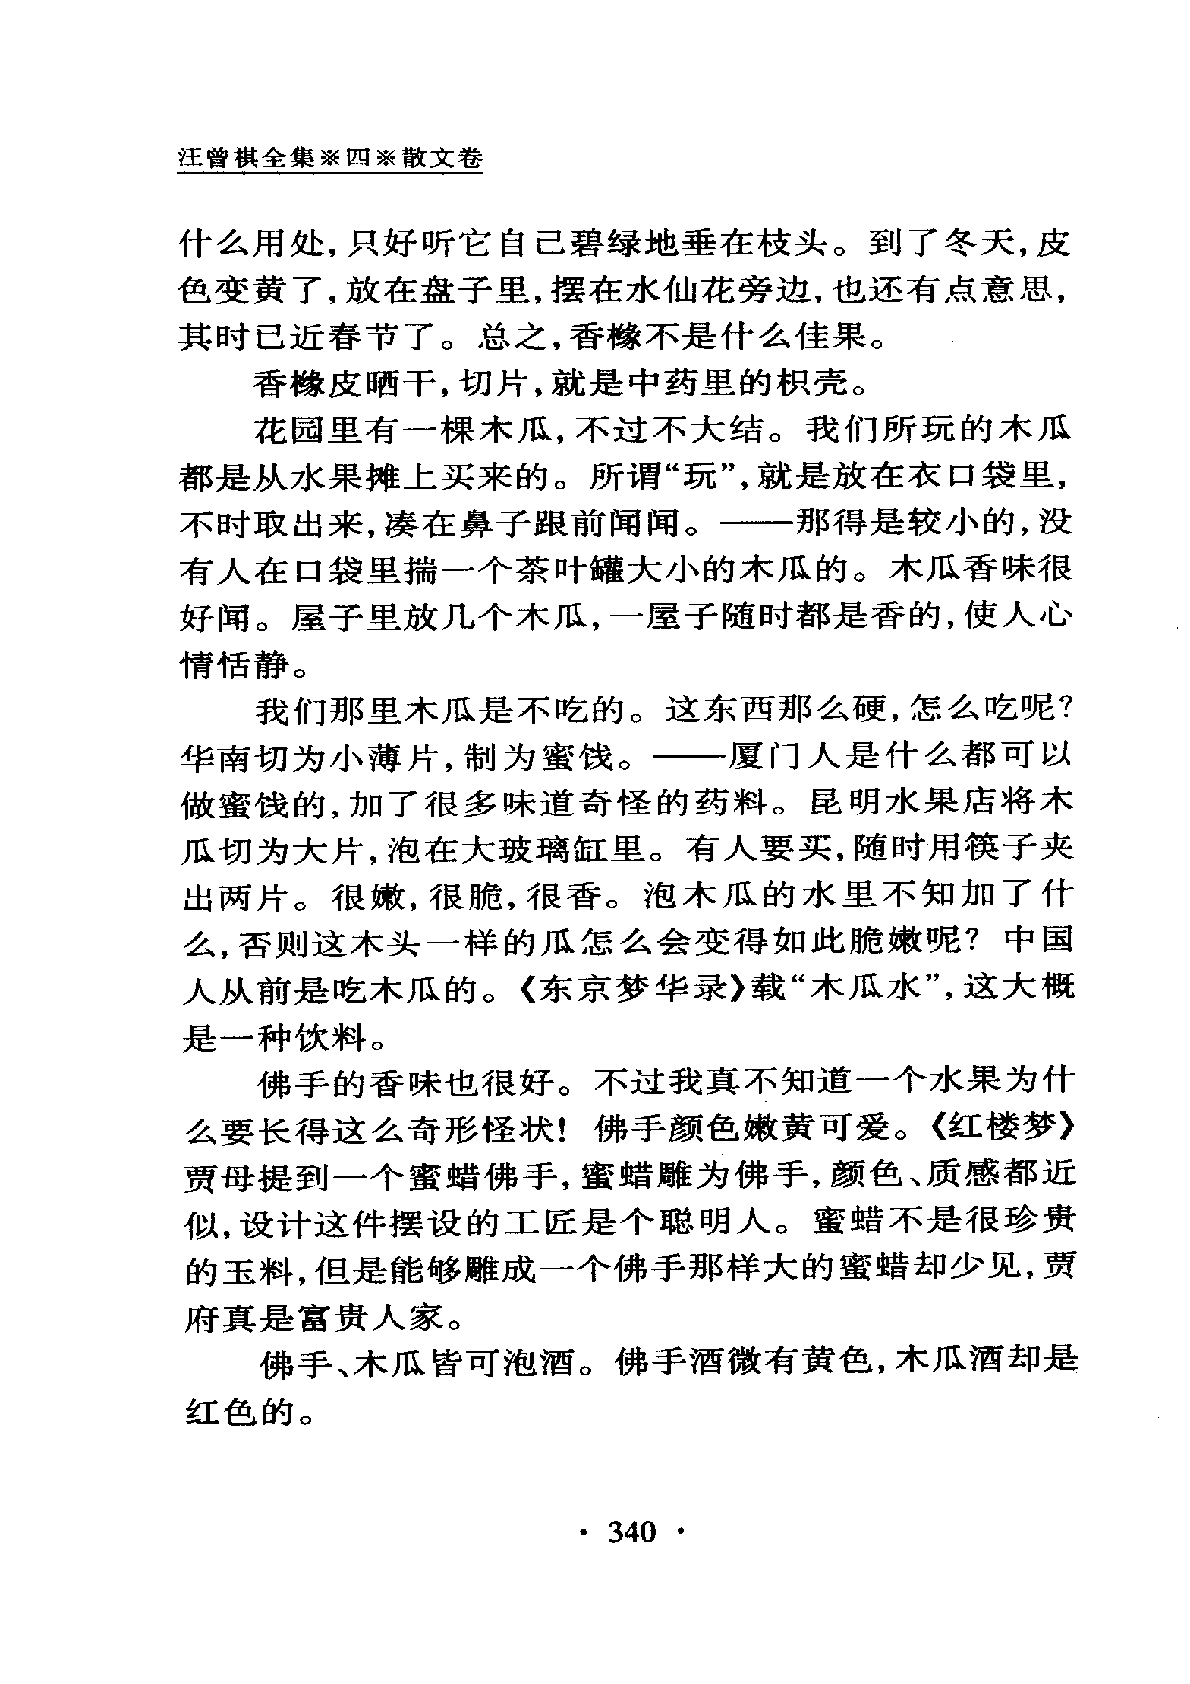 汪曾祺全集※四※散文卷
什么用处,只好听它自己碧绿地垂在枝头。到了冬天,皮
色变黄了,放在盘子里,摆在水仙花旁边,也还有点意思,
其时已近春节了。总之,香橼不是什么佳果。
香橼皮晒干,切片,就是中药里的枳壳。
花园里有一棵木瓜,不过不大结。我们所玩的木瓜
都是从水果摊上买来的。所谓“玩”,就是放在衣口袋里,
不时取出来,凑在鼻子跟前闻闻。——那得是较小的,没
有人在口袋里揣一个茶叶罐大小的木瓜的。木瓜香味很
好闻。屋子里放几个木瓜,一屋子随时都是香的,使人心
情恬静。
我们那里木瓜是不吃的。这东西那么硬,怎么吃呢?
华南切为小薄片,制为蜜饯。——厦门人是什么都可以
做蜜饯的,加了很多味道奇怪的药料。昆明水果店将木
瓜切为大片,泡在大玻璃缸里。有人要买,随时用筷子夹
出两片。很嫩,很脆,很香。泡木瓜的水里不知加了什
么,否则这木头一样的瓜怎么会变得如此脆嫩呢?中国
人从前是吃木瓜的。《东京梦华录》载“木瓜水”,这大概
是一种饮料。
佛手的香味也很好。不过我真不知道一个水果为什
么要长得这么奇形怪状!佛手颜色嫩黄可爱。《红楼梦》
贾母提到一个蜜蜡佛手,蜜蜡雕为佛手,颜色、质感都近
似,设计这件摆设的工匠是个聪明人。蜜蜡不是很珍贵
的玉料,但是能够雕成一个佛手那样大的蜜蜡却少见,贾
府真是富贵人家。
佛手、木瓜皆可泡酒。佛手酒微有黄色,木瓜酒却是
红色的。
· 340 ·